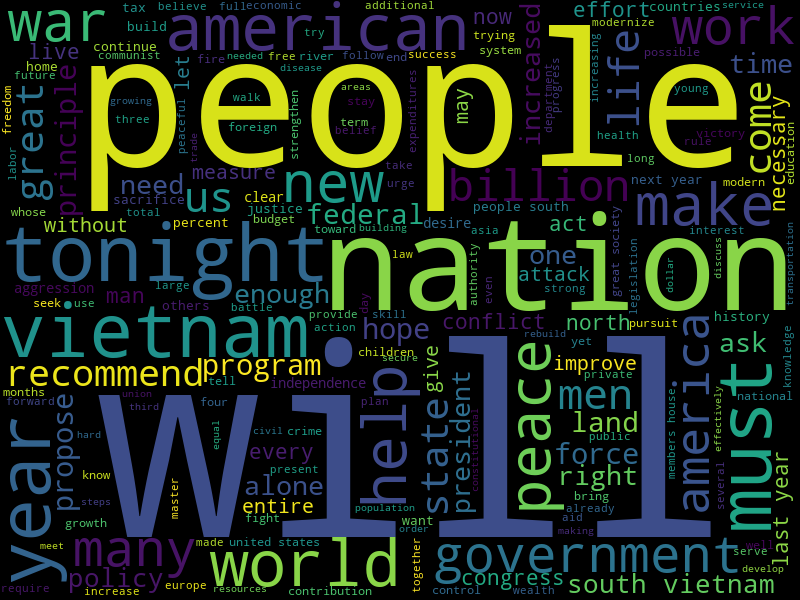 war
tax
believe
full
economic
additional
effort
countries
service
american
now
work
build
try
modernize
live
continue
communist
let
fire
needed
free
river
follow
end
success
trying
system
increased
life
possible
time
home
future
people
freedom
great
principle
peaceful
growing
three
walk
foreign
strengthen
disease
areas
stay
term
belief
expenditures
may
department
progress
increasing
young
health
victory
rule
come
necessary
education
labor
trade
measure
take
urge
long
need
sacrifice
us
new
billion
next year
modern
make
whose
total
clear
justice
federal
people south
without
percent
budget
toward
building
desire
asia
act
great society
interest
tonight
nation
law
authority
even
one
attack
strong
legislation
dollar
discuss
transportation
aggression
large
man
enough
seek
use
others
battle
provide
skill
action
day
hope
conflict
north
pursuit
history
vietnam
children
secure
rebuild
yet
america
ask
knowledge
recommend
program
tell
independence
help
give
peace
improve
private
men
national
months
forward
union
third
four
plan
state
president
land
house
members
effectively
must
year
propose
hard
every
equal
civil
crime
constitutional
public
force
right
several
know
steps
master
alone
present
entire
population
want
bring
already
aid
last year
growth
fight
order
making
many
made
united states
world
together
government
well
serve
meet
policy
congress
south vietnam
develop
require
increase
europe
resources
contribution
control
wealth
will